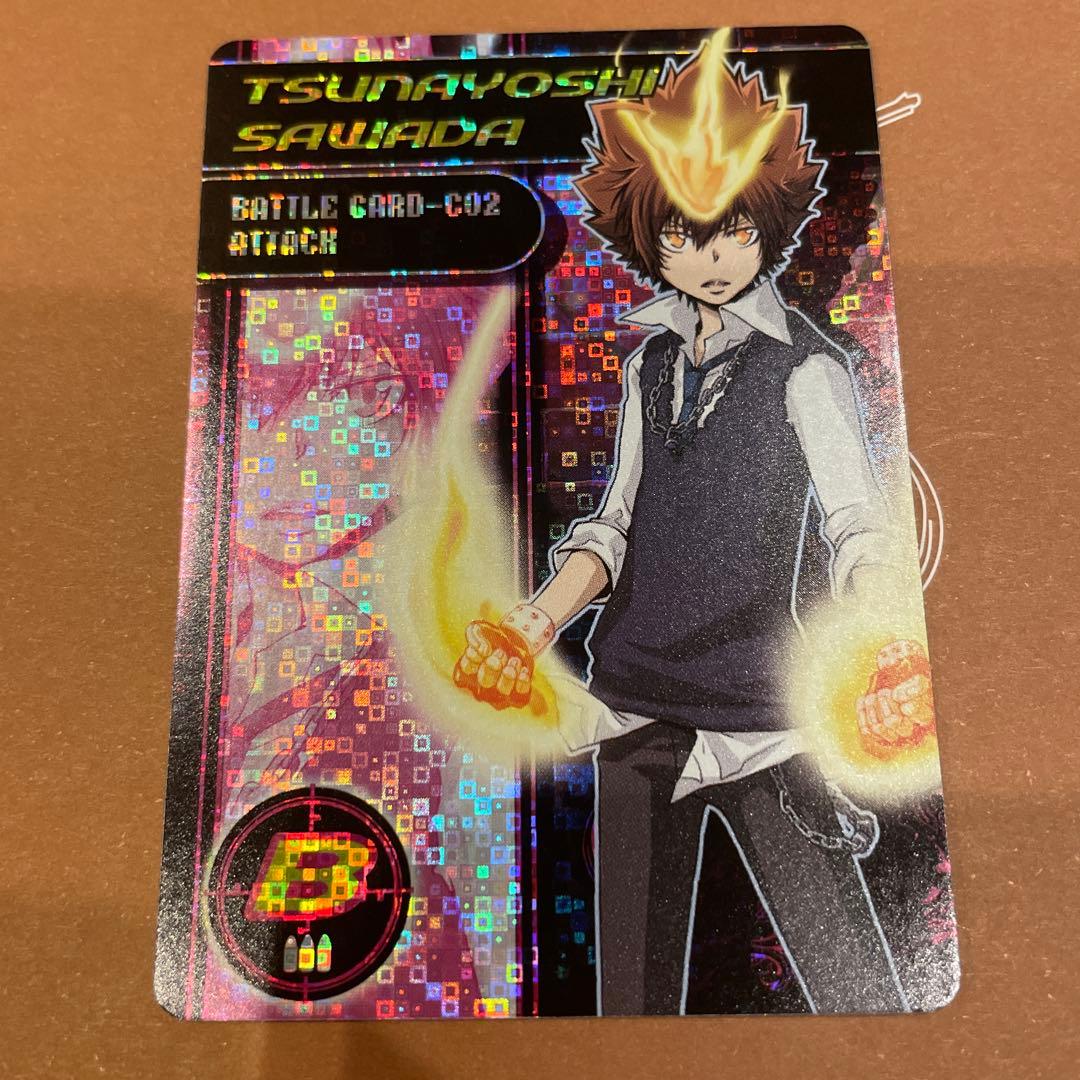 TSUNAYOSHI
SAWADA
BATTLE CARD-C02
ATTACK
B